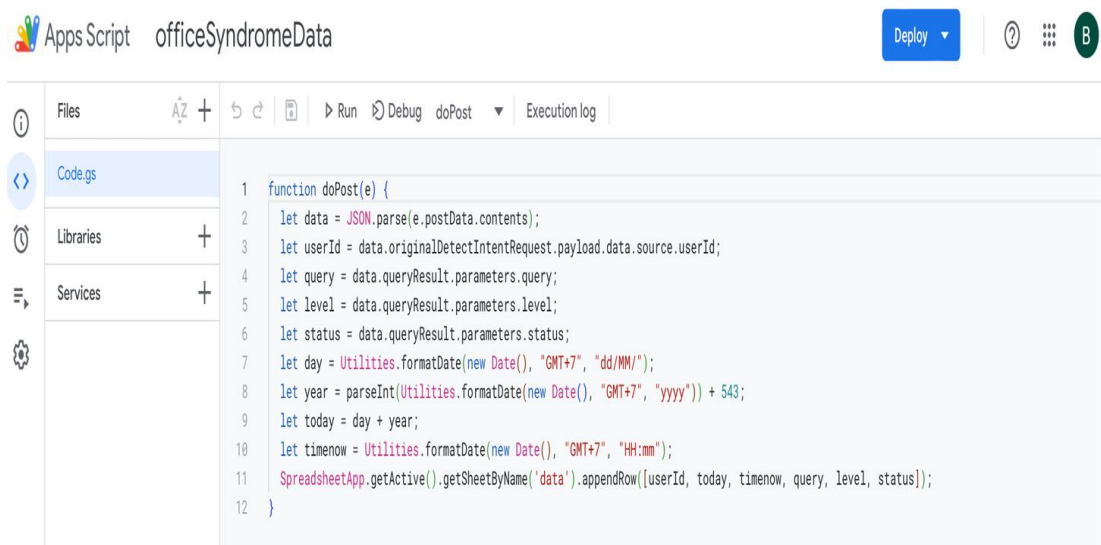 Apps Script officeSyndromeData Deploy B
Files AZ Run Debug doPost Execution log
Code.gs
Libraries
Services
1 function doPost(e) {
2 let data = JSON.parse(e.postData.contents);
3 let userId = data.originalDetectIntentRequest.payload.data.source.userId;
4 let query = data.queryResult.parameters.query;
5 let level = data.queryResult.parameters.level;
6 let status = data.queryResult.parameters.status;
7 let day = Utilities.formatDate(new Date(), "GMT+7", "dd/MM/");
8 let year = parseInt(Utilities.formatDate(new Date(), "GMT+7", "yyyy")) + 543;
9 let today = day + year;
10 let timenow = Utilities.formatDate(new Date(), "GMT+7", "HH:mm");
11 SpreadsheetApp.getActive().getSheetByName('data').appendRow([userId, today, timenow, query, level, status]);
12 }